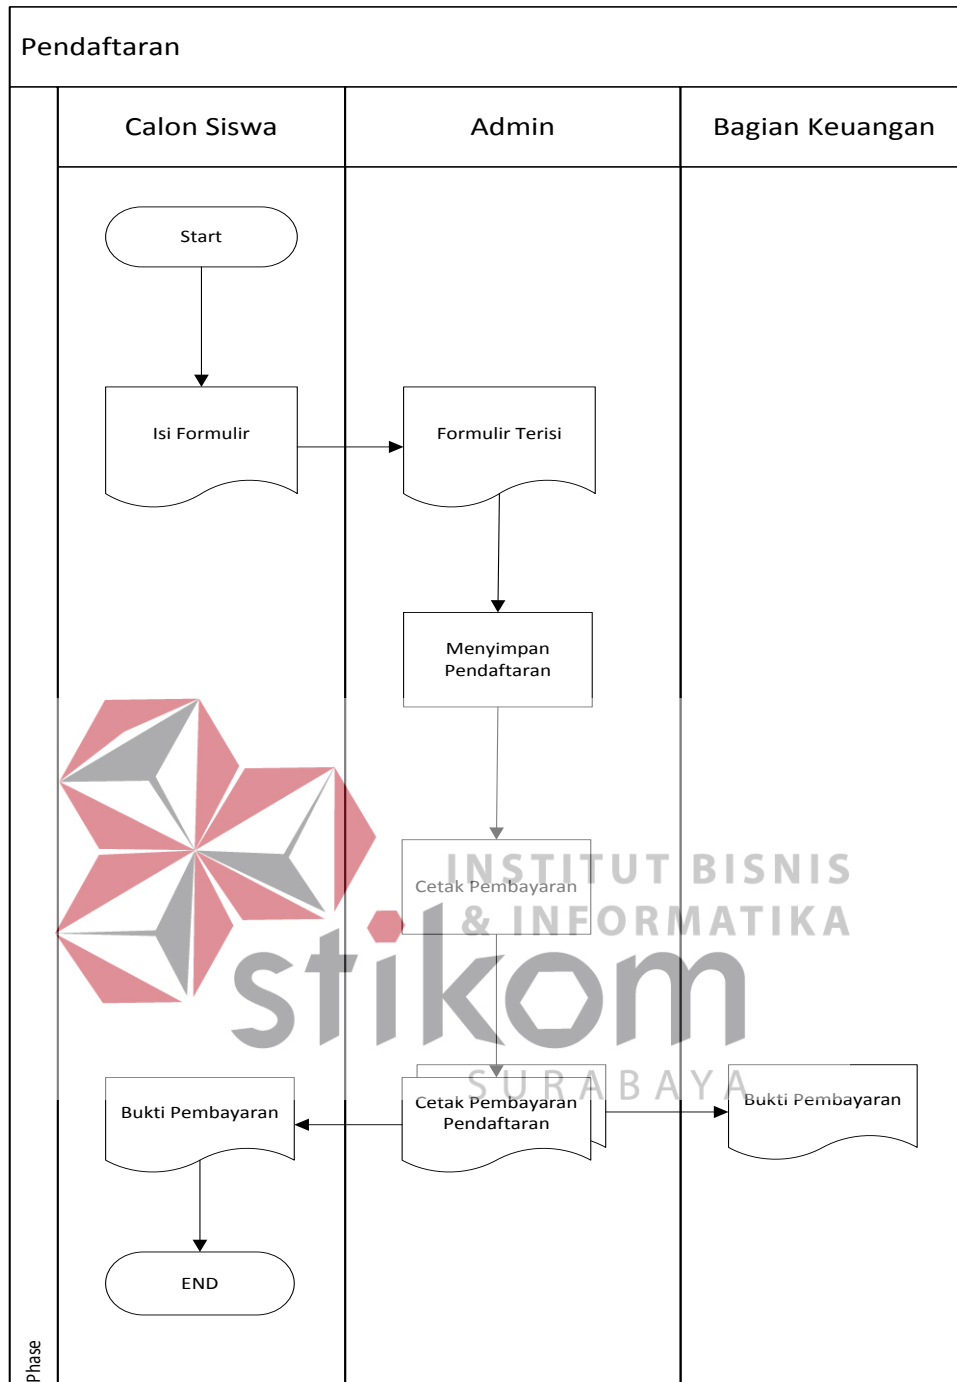 Pendaftaran
Calon Siswa
Admin
Bagian Keuangan
Start
Isi Formulir
Formulir Terisi
Menyimpan
Pendaftaran
Cetak Pembayaran
INSTITUT BISNIS
& INFORMATIKA
stikom
SURABAYA
Bukti Pembayaran
Cetak Pembayaran
Pendaftaran
Bukti Pembayaran
END
Phase